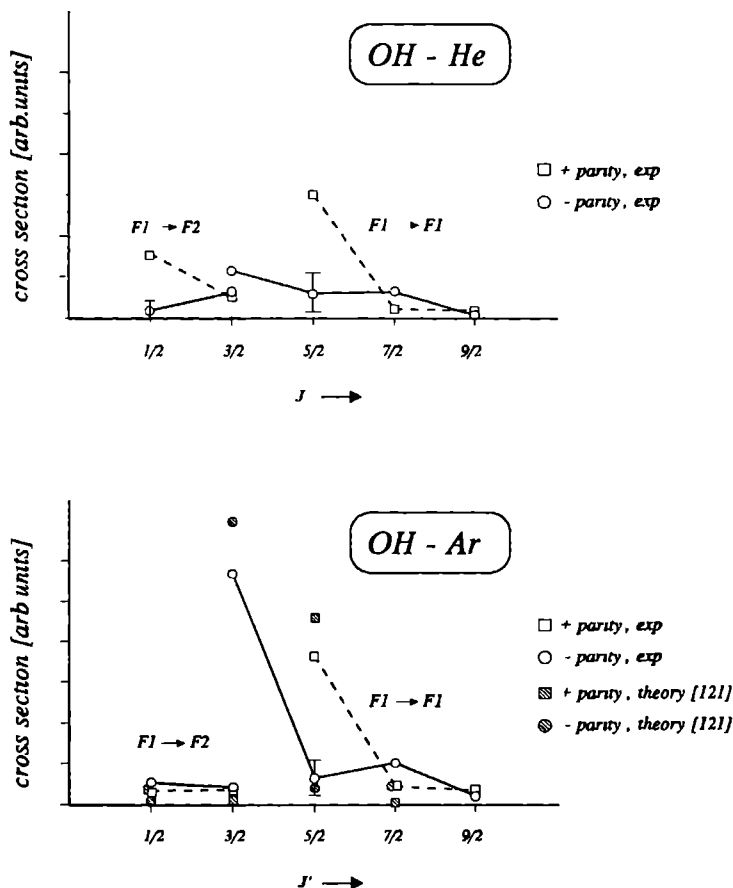 OH - He
cross section [arb.units]
+ parity, exp
- parity, exp
F1 → F2
F1 → F1
1/2 3/2 5/2 7/2 9/2
J →
OH - Ar
cross section [arb units]
+ parity, exp
- parity, exp
+ parity, theory [121]
- parity, theory [121]
F1 → F1
F1 → F2
1/2 3/2 5/2 7/2 9/2
J' →